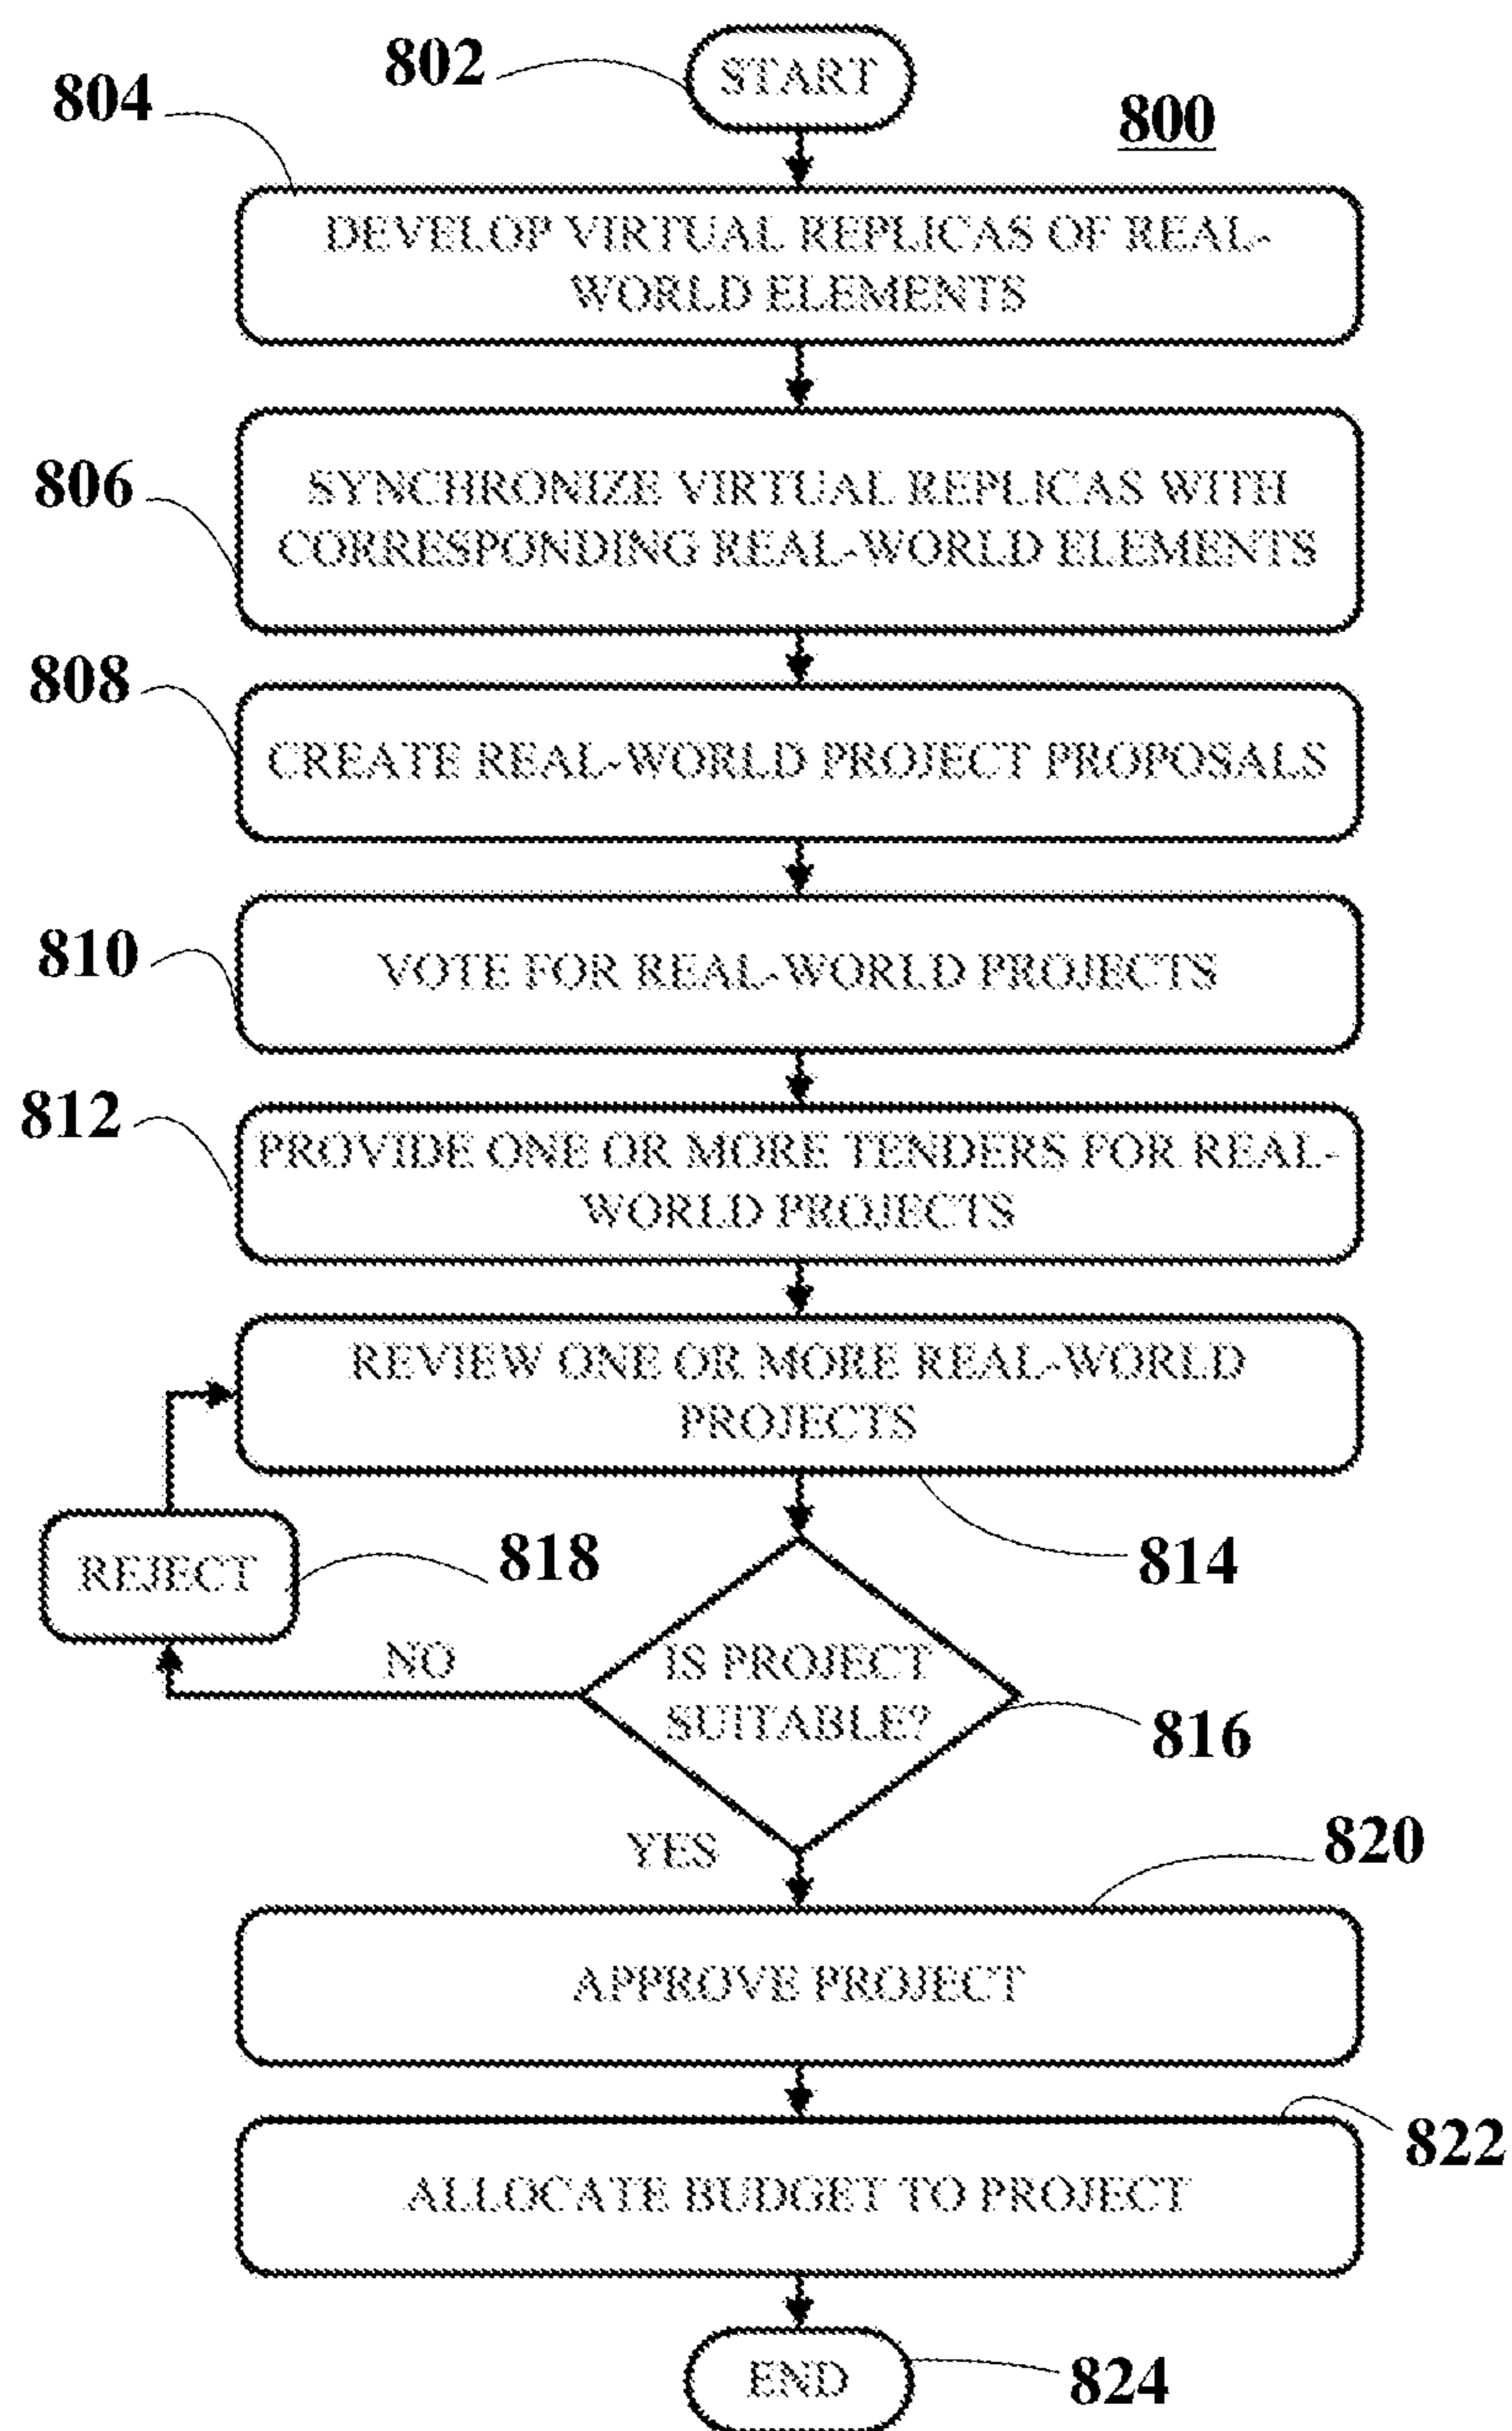 802
START
804
800
DEVELOP VIRTUAL REPLICAS OF REAL-
WORLD ELEMENTS
806
SYNCHRONIZE VIRTUAL REPLICAS WITH
CORRESPONDING REAL-WORLD ELEMENTS
808
CREATE REAL-WORLD PROJECT PROPOSALS
810
VOTE FOR REAL-WORLD PROJECTS
812
PROVIDE ONE OR MORE TENDERS FOR REAL-
WORLD PROJECTS
REVIEW ONE OR MORE REAL-WORLD
PROJECTS
814
REJECT
818
NO
IS PROJECT
SUITABLE?
816
YES
820
APPROVE PROJECT
822
ALLOCATE BUDGET TO PROJECT
END
824